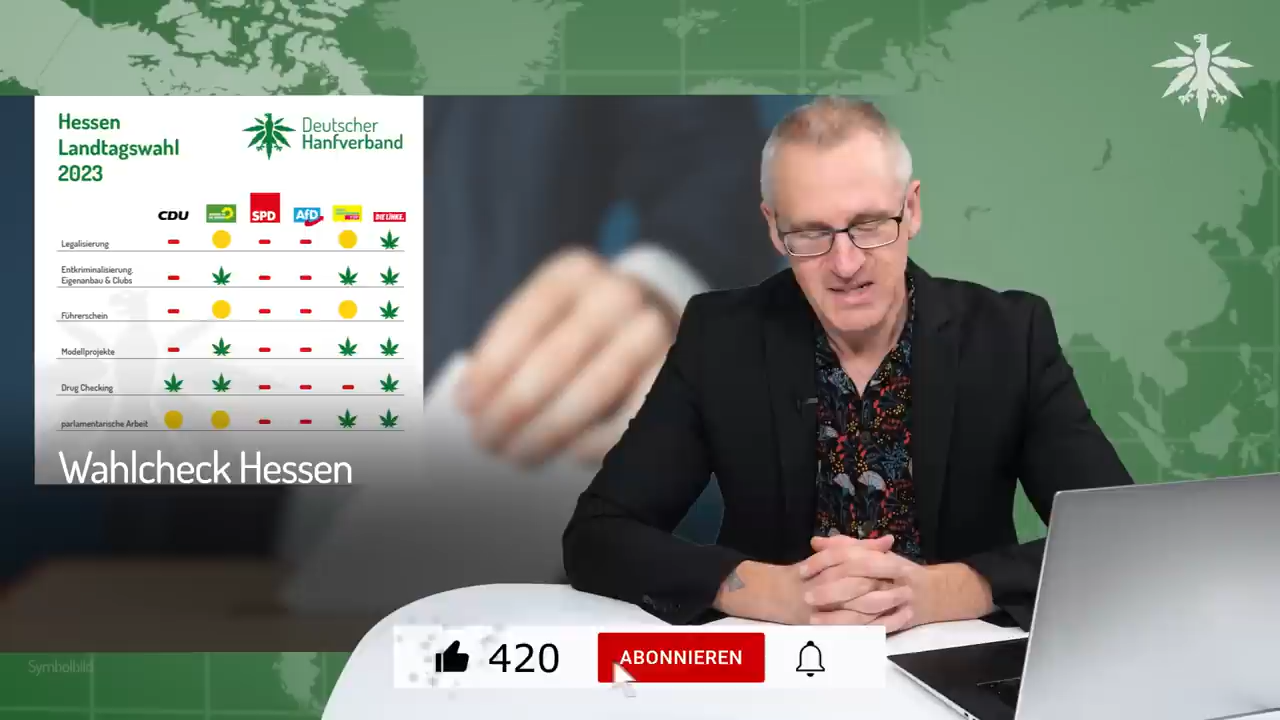 Hessen
Landtagswahl
2023
Deutscher
Hanfverband
CDU
SPD
AfD
DIE LINKE.
Legalisierung
Entkriminalisierung,
Eigenanbau & Clubs
Führerschein
Modellprojekte
Drug Checking
parlamentarische Arbeit
Wahlcheck Hessen
420
ABONNIEREN
Symbolbild